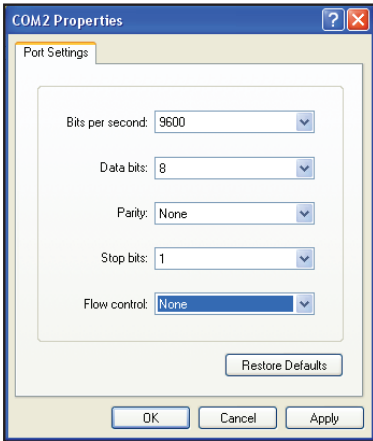 COM2 Properties
Port Settings
Bits per second: 9600
Data bits: 8
Parity: None
Stop bits: 1
Flow control: None
Restore Defaults
OK Cancel Apply